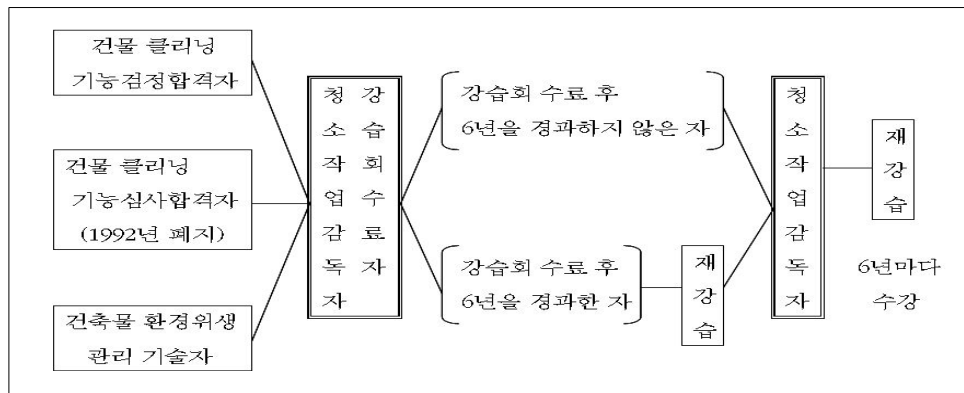 건물 클리닝
기능검정합격자
건물 클리닝
기능심사합격자
(1992년 폐지)
건축물 환경위생
관리 기술자
청소작업감독자
강습회수료자
강습회 수료 후
6년을 경과하지 않은 자
강습회 수료 후
6년을 경과한 자
재강습
청소작업감독자
재강습
6년마다
수강